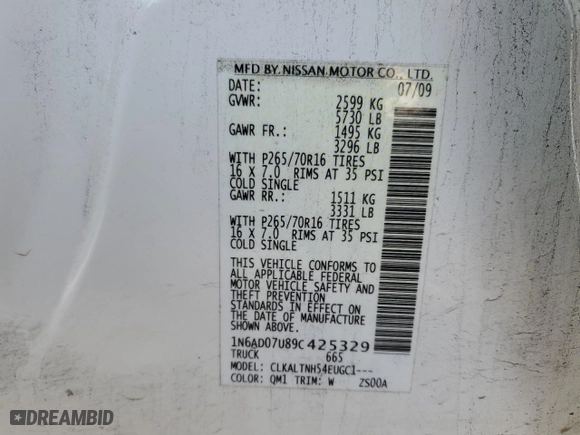 MFD BY NISSAN MOTOR CO., LTD.
DATE: 07/09
GVWR: 2599 KG
5730 LB
GAWR FR.: 1495 KG
3296 LB
WITH P265/70R16 TIRES
16 X 7.0 RIMS AT 35 PSI
COLD SINGLE
GAWR RR.: 1511 KG
3331 LB
WITH P265/70R16 TIRES
16 X 7.0 RIMS AT 35 PSI
COLD SINGLE
THIS VEHICLE CONFORMS TO
ALL APPLICABLE FEDERAL
MOTOR VEHICLE SAFETY AND
THEFT PREVENTION
STANDARDS IN EFFECT ON
THE DATE OF MANUFACTURE
SHOWN ABOVE.
1N6AD07U89C425329
TRUCK 665
MODEL: CLKALTNH54EUGC1---
COLOR: QM1 TRIM: W ZS00A
DREAMBID